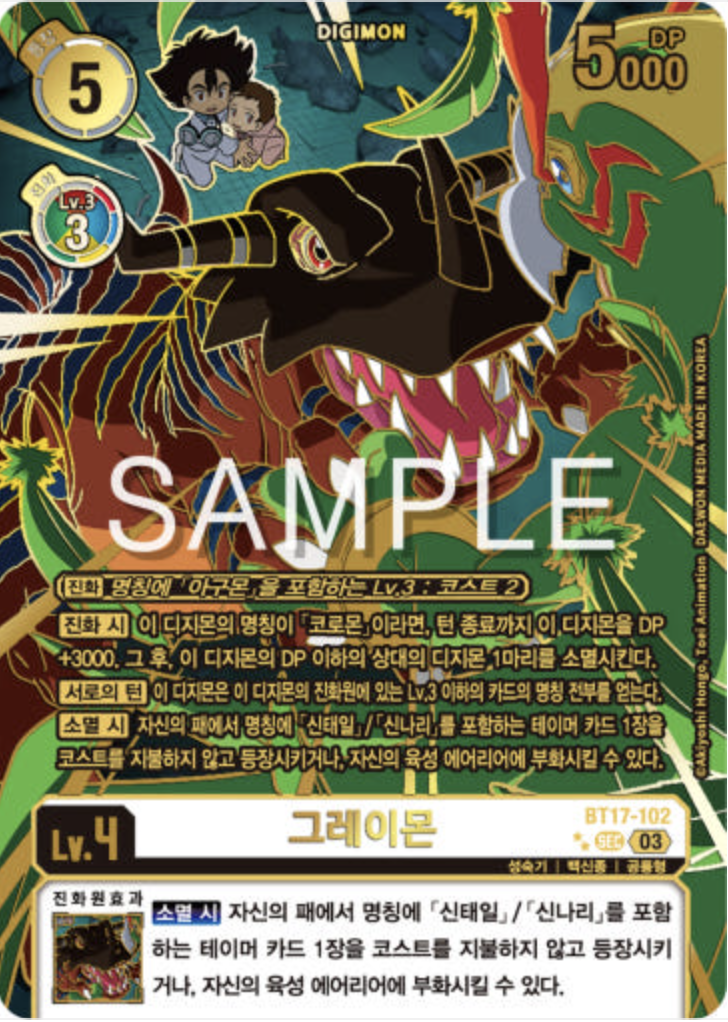 등장
5
DIGIMON
DP
5000
진화
Lv.3
3
SAMPLE
진화 명칭에 「아구몬」을 포함하는 Lv.3 : 코스트 2
진화 시 이 디지몬의 명칭이 「코로몬」이라면, 턴 종료까지 이 디지몬을 DP
+3000. 그 후, 이 디지몬의 DP 이하의 상대의 디지몬 1마리를 소멸시킨다.
서로의 턴 이 디지몬은 이 디지몬의 진화원에 있는 Lv.3 이하의 카드의 명칭 전부를 얻는다.
소멸 시 자신의 패에서 명칭에 「신태일」/「신나리」를 포함하는 테이머 카드 1장을
코스트를 지불하지 않고 등장시키거나, 자신의 육성 에어리어에 부화시킬 수 있다.
©Akiyoshi Hongo, Toei Animation DAEWON MEDIA MADE IN KOREA
Lv.4
그레이몬
BT17-102
SEC 03
성숙기 | 백신종 | 공룡형
진화원효과
소멸 시 자신의 패에서 명칭에 「신태일」/「신나리」를 포함
하는 테이머 카드 1장을 코스트를 지불하지 않고 등장시키
거나, 자신의 육성 에어리어에 부화시킬 수 있다.